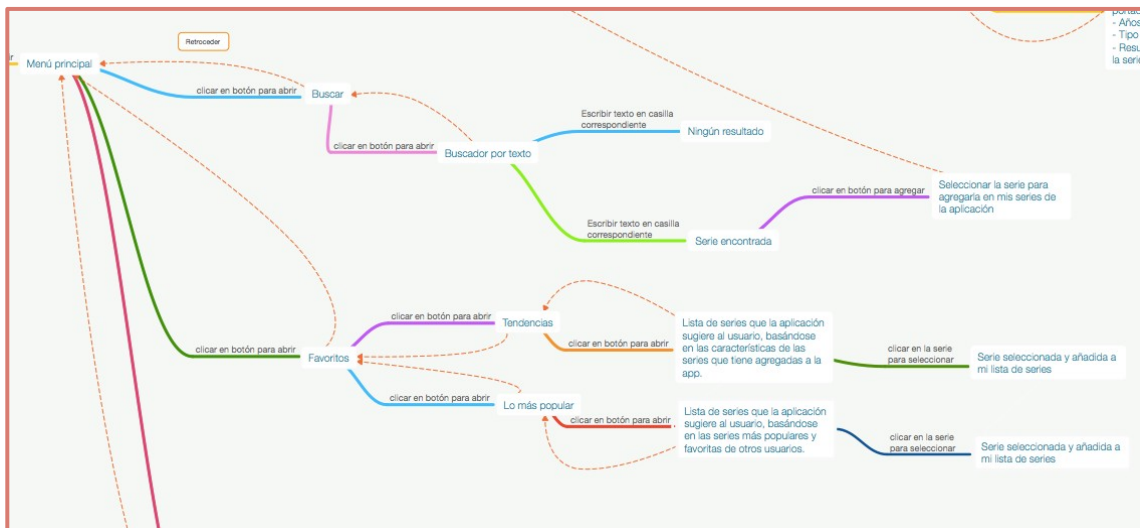 portad
- Años
- Tipo
- Resu
la serie
Retroceder
Menú principal
clicar en botón para abrir
Buscar
clicar en botón para abrir
Buscador por texto
Escribir texto en casilla
correspondiente
Ningún resultado
Escribir texto en casilla
correspondiente
Serie encontrada
clicar en botón para agregar
Seleccionar la serie para
agregarla en mis series de
la aplicación
clicar en botón para abrir
Favoritos
clicar en botón para abrir
Tendencias
clicar en botón para abrir
Lista de series que la aplicación
sugiere al usuario, basándose
en las características de las
series que tiene agregadas a la
app.
clicar en la serie
para seleccionar
Serie seleccionada y añadida a
mi lista de series
clicar en botón para abrir
Lo más popular
clicar en botón para abrir
Lista de series que la aplicación
sugiere al usuario, basándose
en las series más populares y
favoritas de otros usuarios.
clicar en la serie
para seleccionar
Serie seleccionada y añadida a
mi lista de series